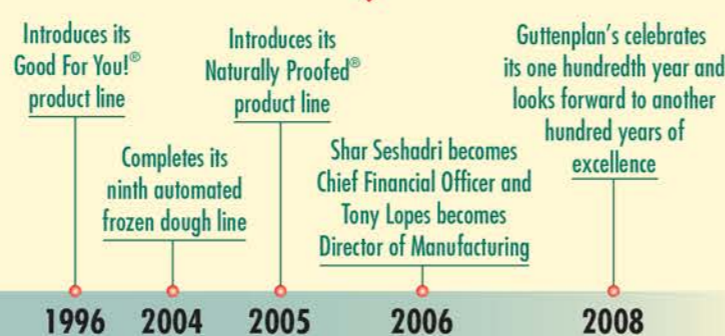 Introduces its
Good For You!®
product line
Completes its
ninth automated
frozen dough line
Introduces its
Naturally Proofed®
product line
Shar Seshadri becomes
Chief Financial Officer and
Tony Lopes becomes
Director of Manufacturing
Guttenplan's celebrates
its one hundredth year and
looks forward to another
hundred years of
excellence
1996 2004 2005 2006 2008